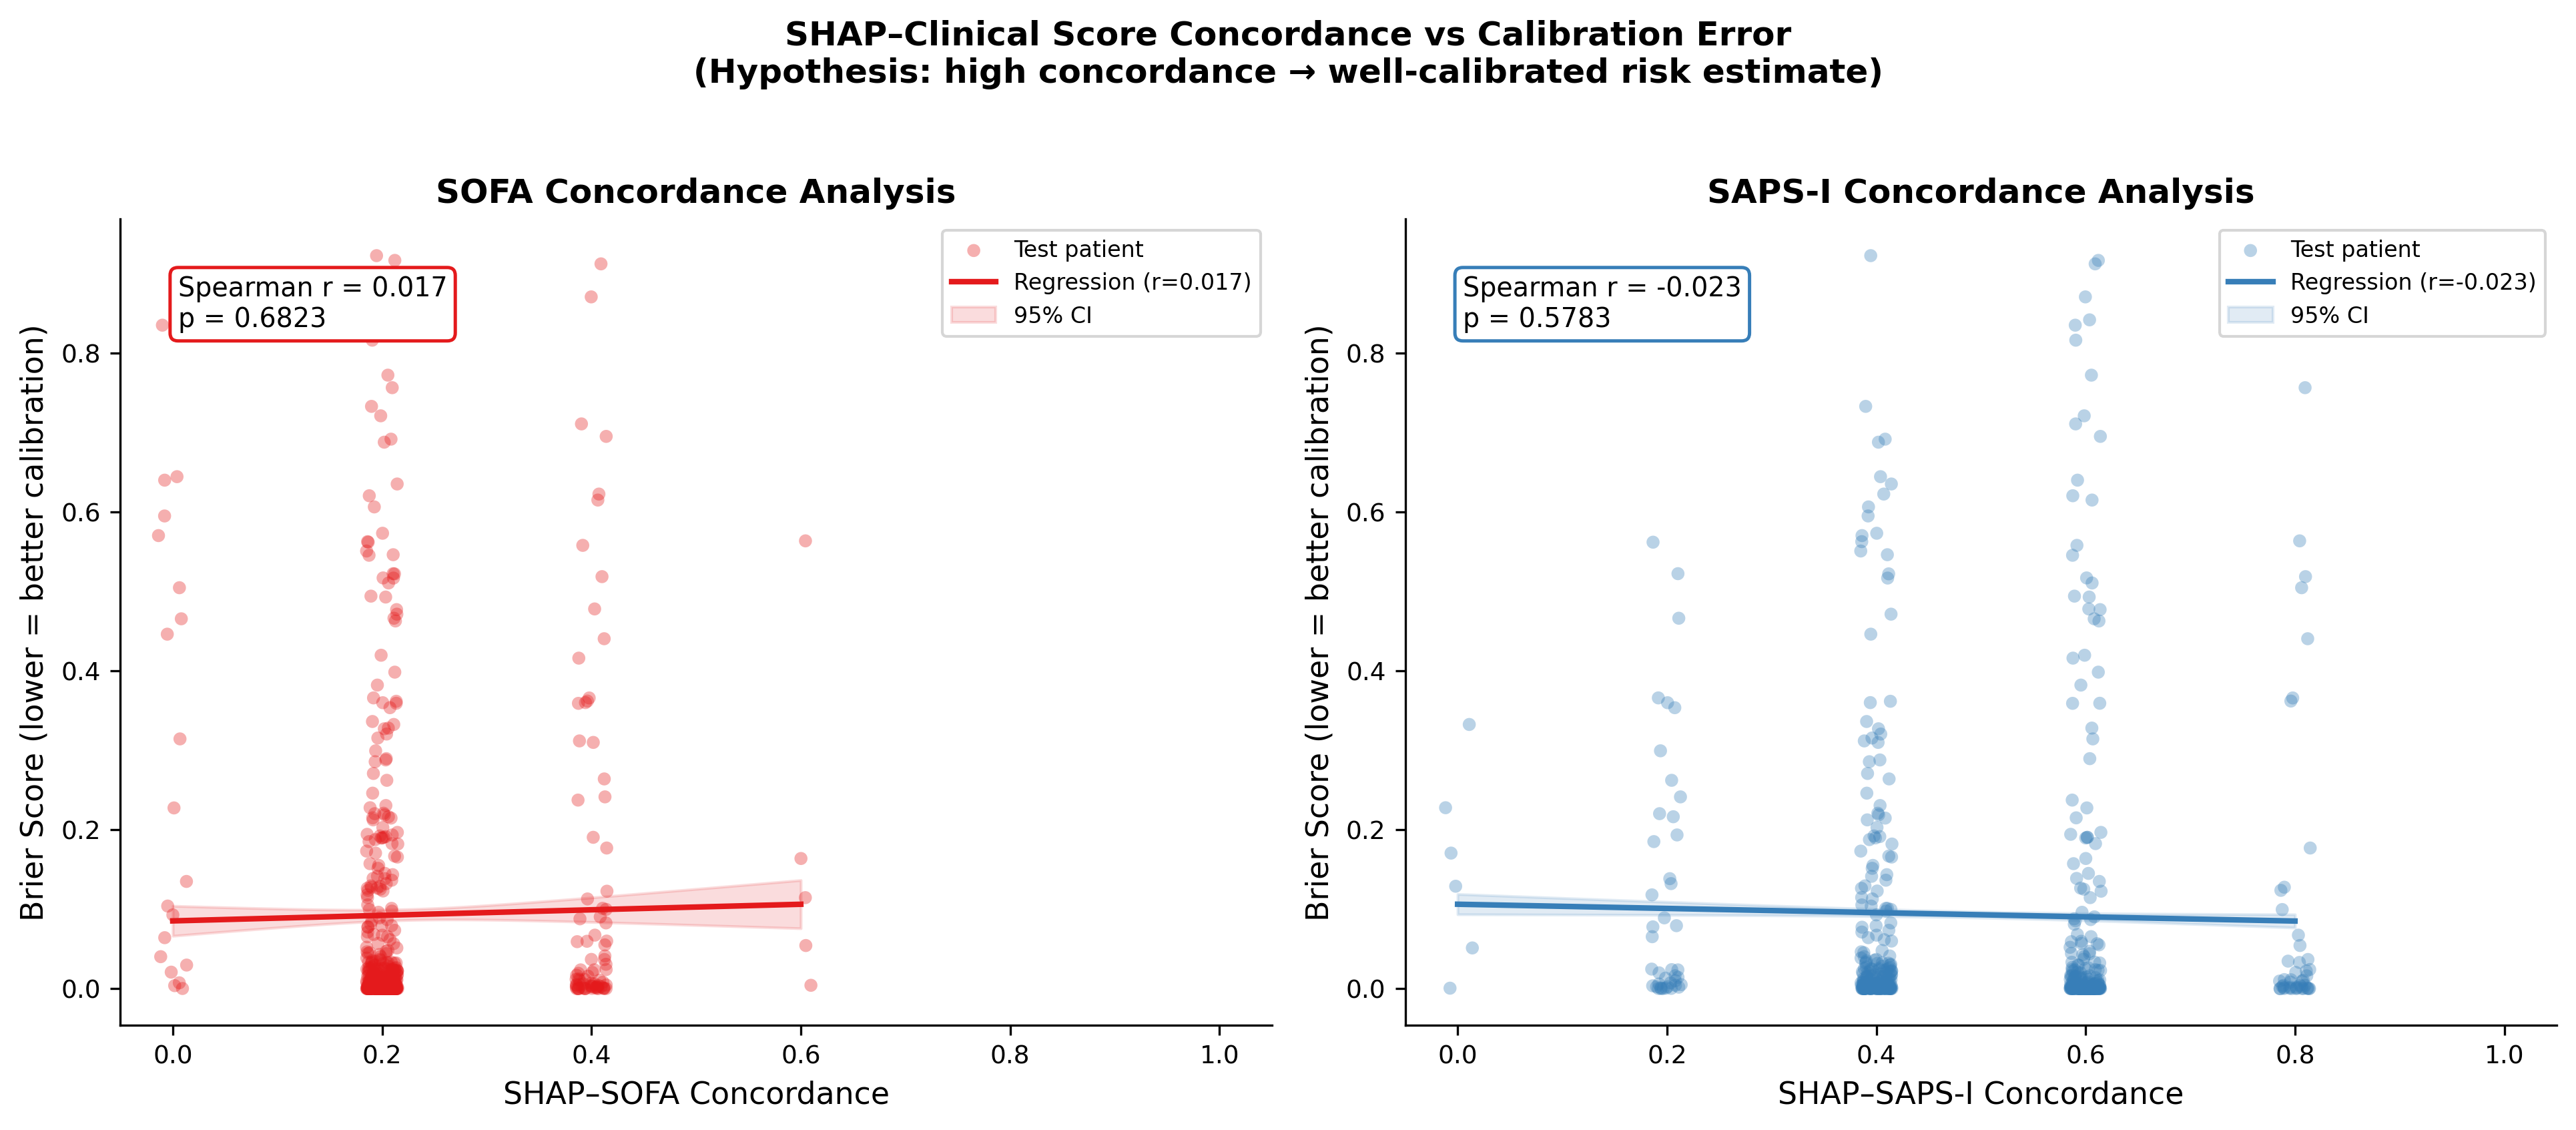 SHAP–Clinical Score Concordance vs Calibration Error
(Hypothesis: high concordance → well-calibrated risk estimate)
SOFA Concordance Analysis
Spearman r = 0.017
p = 0.6823
Test patient
Regression (r=0.017)
95% CI
Brier Score (lower = better calibration)
0.8
0.6
0.4
0.2
0.0
0.0 0.2 0.4 0.6 0.8 1.0
SHAP–SOFA Concordance
SAPS-I Concordance Analysis
Spearman r = -0.023
p = 0.5783
Test patient
Regression (r=-0.023)
95% CI
Brier Score (lower = better calibration)
0.8
0.6
0.4
0.2
0.0
0.0 0.2 0.4 0.6 0.8 1.0
SHAP–SAPS-I Concordance